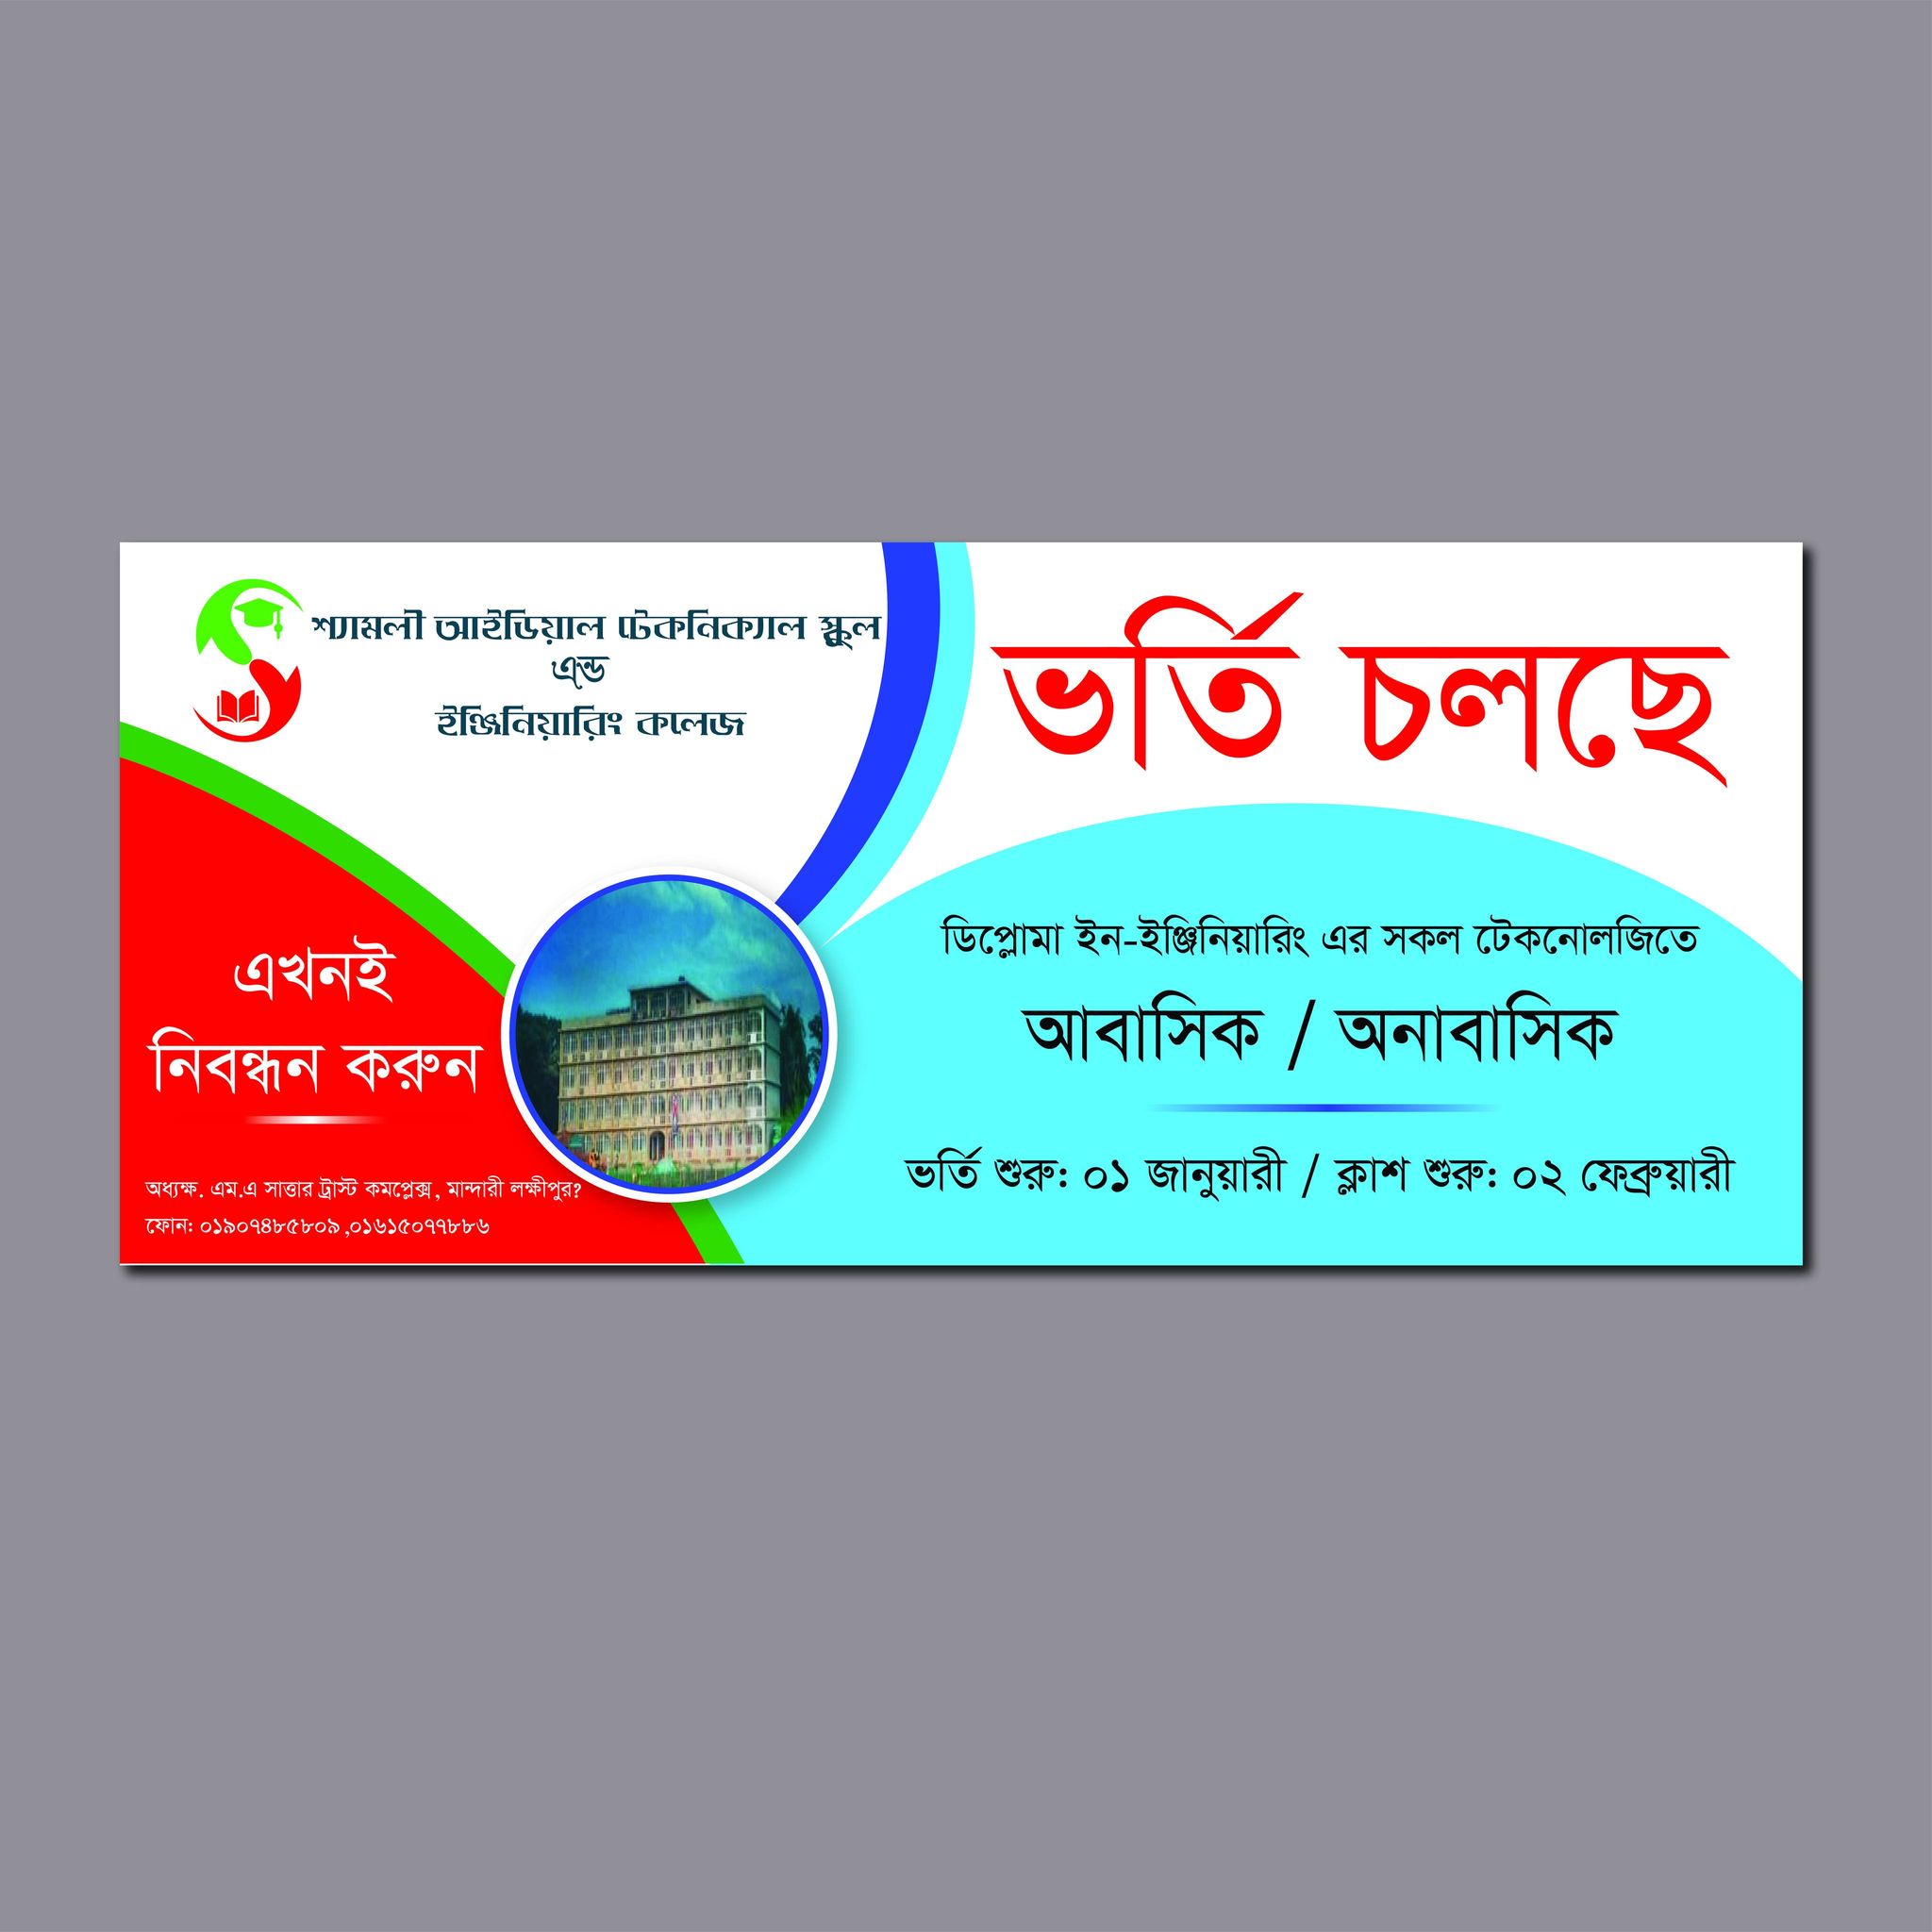 শ্যামলী আইডিয়াল টেকনিক্যাল স্কুল
এন্ড
ইঞ্জিনিয়ারিং কলেজ
ভর্তি চলছে
ডিপ্লোমা ইন-ইঞ্জিনিয়ারিং এর সকল টেকনোলজিতে
আবাসিক / অনাবাসিক
ভর্তি শুরু: ০১ জানুয়ারী / ক্লাশ শুরু: ০২ ফেব্রুয়ারী
এখনই
নিবন্ধন করুন
অধ্যক্ষ. এম.এ সাত্তার ট্রাস্ট কমপ্লেক্স, মান্দারী লক্ষীপুর?
ফোন: ০১৯০৭৪৮৫৮০৯,০১৬১৫০৭৭৮৮৬